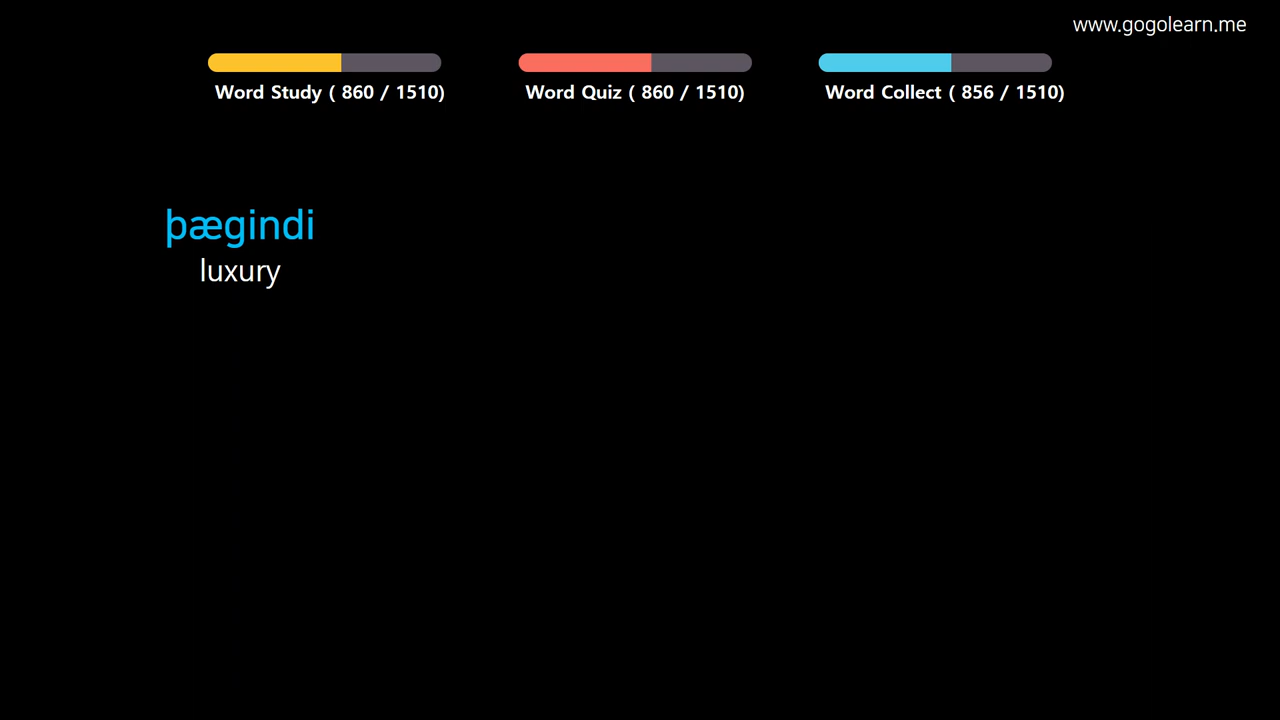 www.gogolearn.me
Word Study ( 860 / 1510)
Word Quiz ( 860 / 1510)
Word Collect ( 856 / 1510)
þægindi
luxury